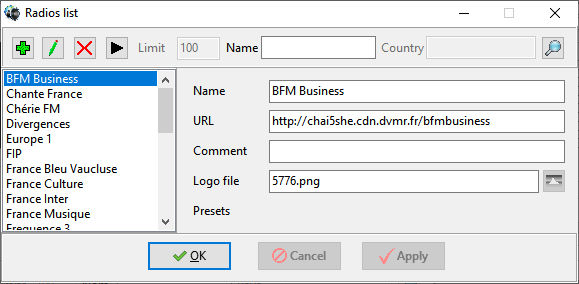 Radios list
Limit 100 Name Country
BFM Business
Chante France
Chérie FM
Divergences
Europe 1
FIP
France Bleu Vaucluse
France Culture
France Inter
France Musique
Frequence 3
Name BFM Business
URL http://chai5she.cdn.dvmr.fr/bfmbusiness
Comment
Logo file 5776.png
Presets
OK Cancel Apply